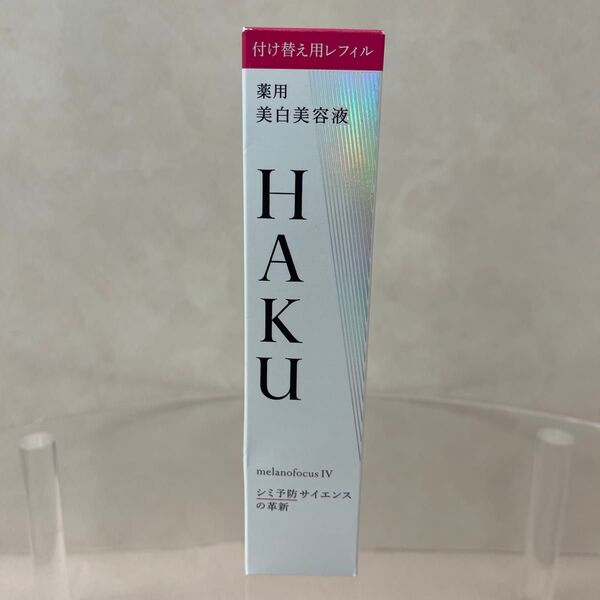 付け替え用レフィル
薬用
美白美容液
HAKU
melanofocus IV
シミ予防サイエンス
の革新